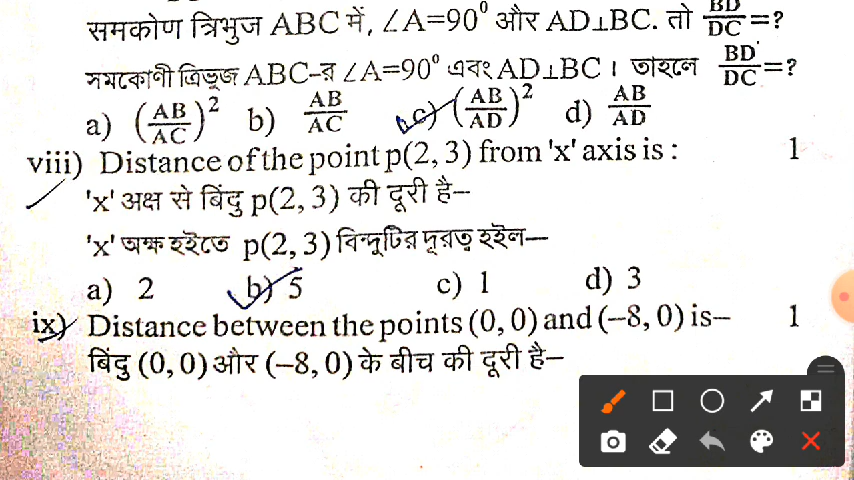 समकोण त्रिभुज ABC में, ∠A=90⁰ और AD⊥BC. तो BD/DC=?
সমকোণী ত্রিভুজ ABC-র ∠A=90⁰ এবং AD⊥BC। তাহলে BD/DC=?
a) (AB/AC)² b) AB/AC c) (AB/AD)² d) AB/AD
viii) Distance of the point p(2, 3) from 'x' axis is : 1
'x' अक्ष से बिंदु p(2, 3) की दूरी है–
'x' অক্ষ হইতে p(2, 3) বিন্দুটির দূরত্ব হইল—
a) 2 b) 5 c) 1 d) 3
ix) Distance between the points (0, 0) and (–8, 0) is– 1
बिंदु (0, 0) और (–8, 0) के बीच की दूरी है–